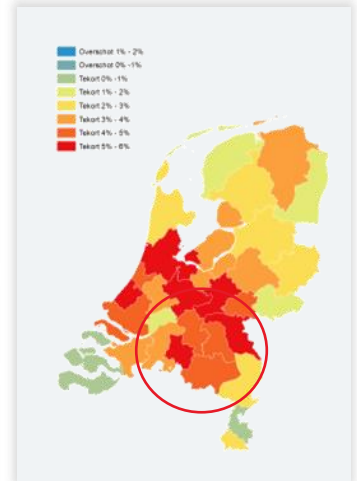 Overschot 1% - 2%
Overschot 0% -1%
Tekort 0% -1%
Tekort 1% - 2%
Tekort 2% - 3%
Tekort 3% - 4%
Tekort 4% - 5%
Tekort 5% - 6%